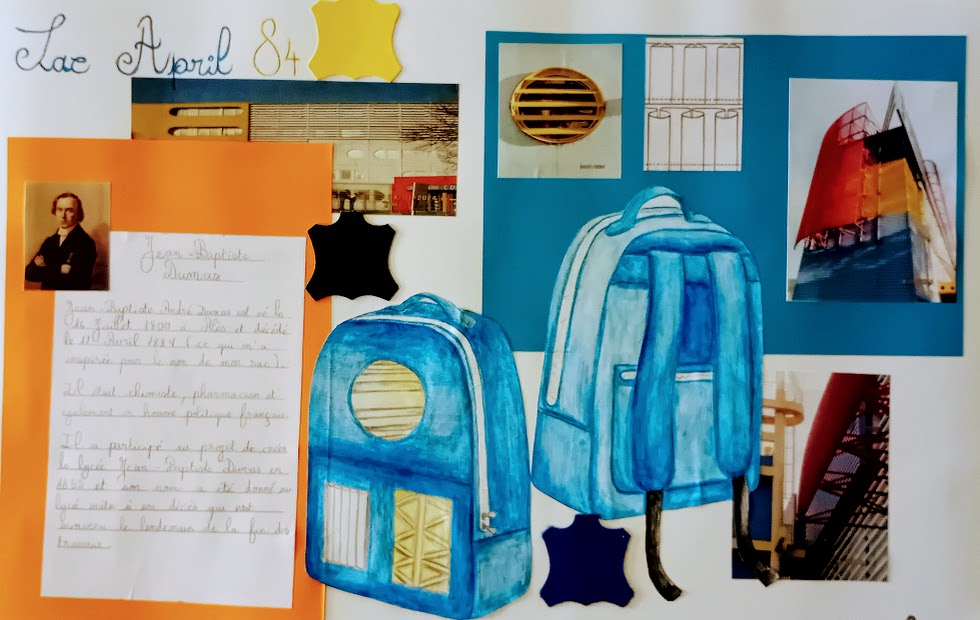 Sac April 84
Jean-Baptiste
Dumas
Jean-Baptiste André Dumas est né le
16 Juillet 1800 à Alès et décédé
le 11 Avril 1884 (ce qui m'a
inspirée pour le nom de mon sac).
Il était chimiste, pharmacien et
également un homme politique français.
Il a participé au projet de créer
le lycée Jean-Baptiste Dumas en
et son nom a été donné au
lycée suite à son décès qui est
survenu le lendemain de la fin des
travaux.